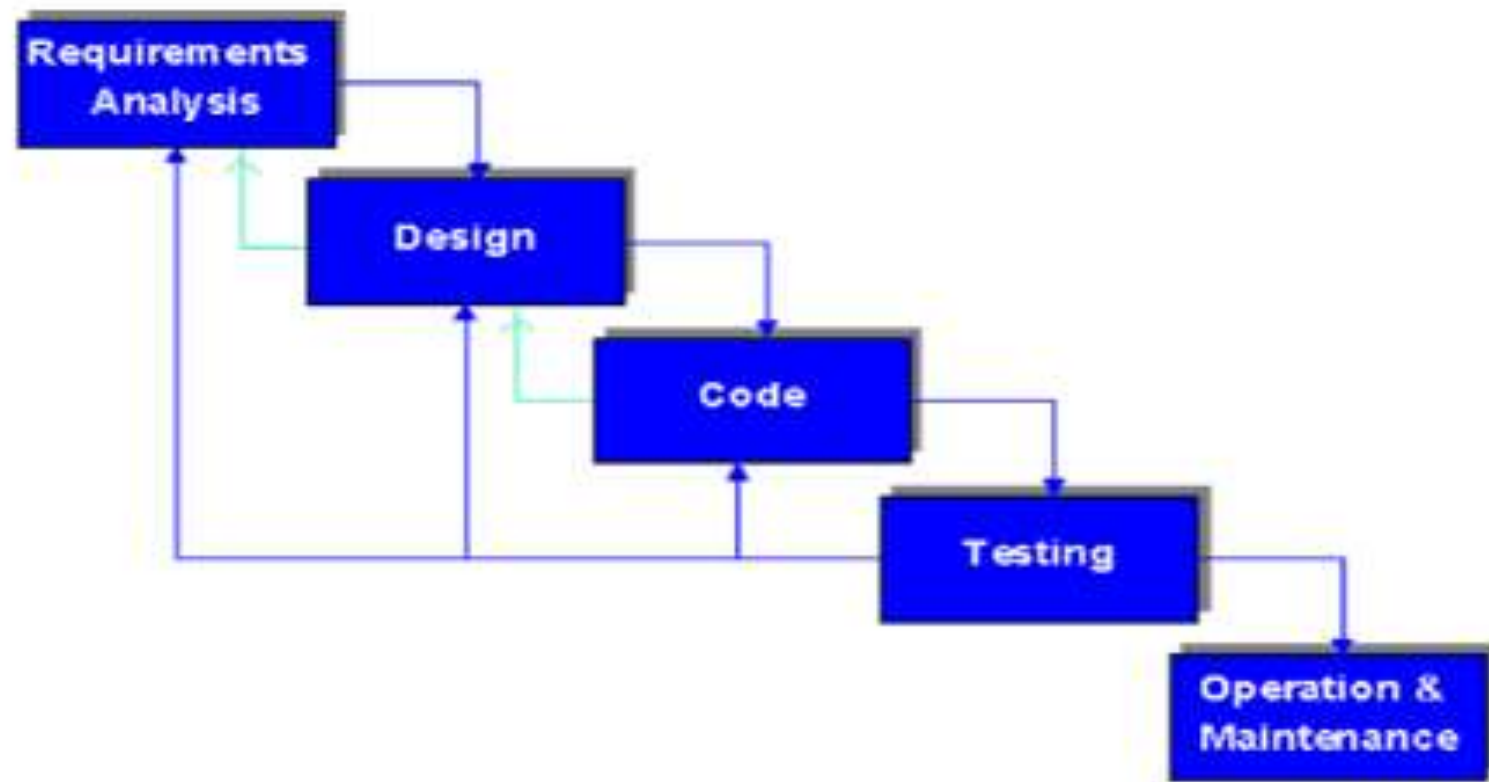 Requirements
Analysis
Design
Code
Testing
Operation &
Maintenance